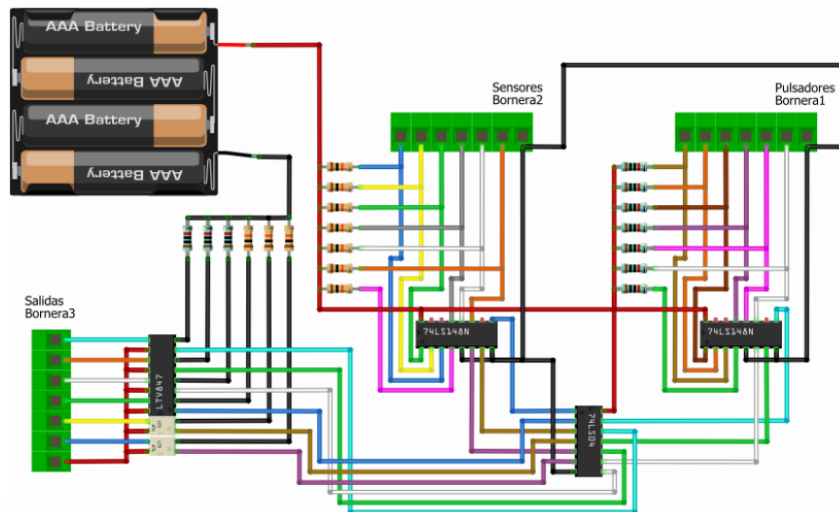 AAA Battery
AAA Battery
AAA Battery
AAA Battery
Sensores
Bornera2
Pulsadores
Bornera1
Salidas
Bornera3
74LS148N
74LS148N
LTV847
74LS04